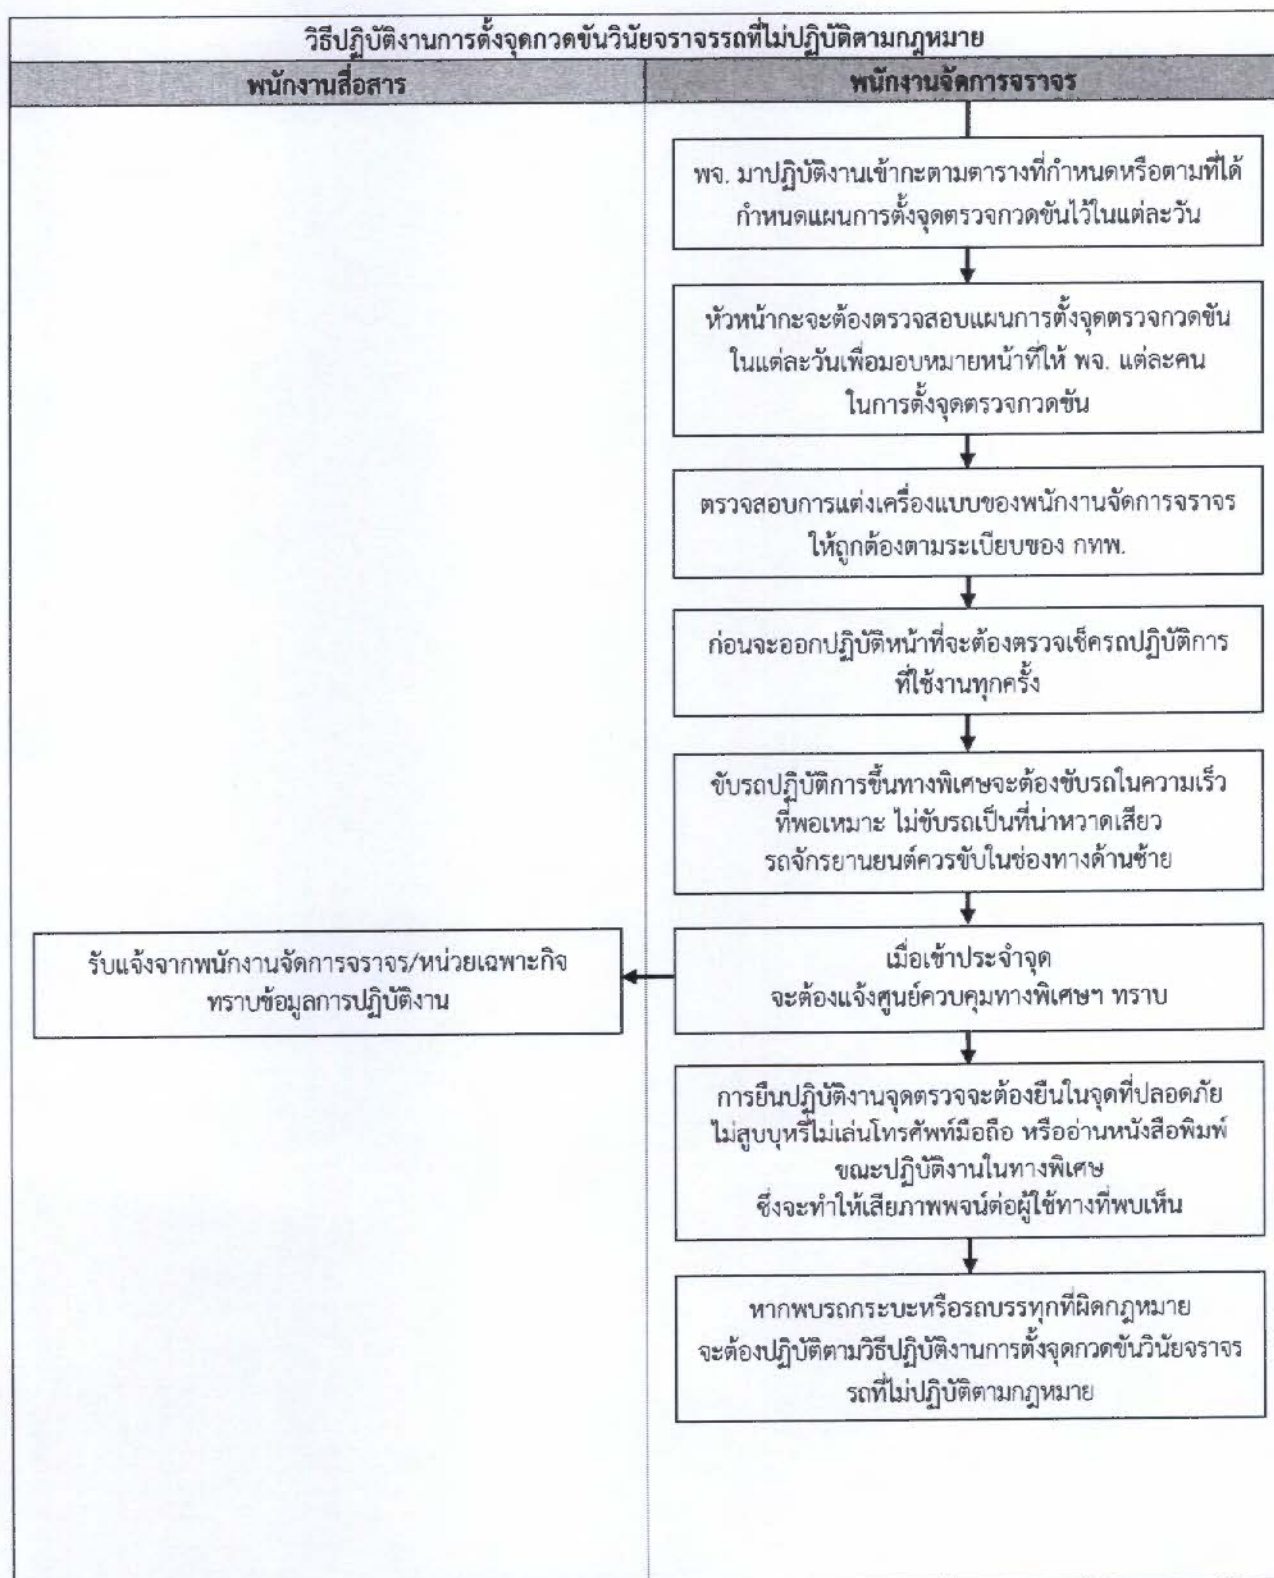 วิธีปฏิบัติงานการตั้งจุดกวดขันวินัยจราจรรถที่ไม่ปฏิบัติตามกฎหมาย
พนักงานสื่อสาร
พนักงานจัดการจราจร
พจ. มาปฏิบัติงานเข้ากะตามตารางที่กำหนดหรือตามที่ได้
กำหนดแผนการตั้งจุดตรวจกวดขันไว้ในแต่ละวัน
หัวหน้ากะจะต้องตรวจสอบแผนการตั้งจุดตรวจกวดขัน
ในแต่ละวันเพื่อมอบหมายหน้าที่ให้ พจ. แต่ละคน
ในการตั้งจุดตรวจกวดขัน
ตรวจสอบการแต่งเครื่องแบบของพนักงานจัดการจราจร
ให้ถูกต้องตามระเบียบของ กทพ.
ก่อนจะออกปฏิบัติหน้าที่จะต้องตรวจเช็ครถปฏิบัติการ
ที่ใช้งานทุกครั้ง
ขับรถปฏิบัติการขึ้นทางพิเศษจะต้องขับรถในความเร็ว
ที่พอเหมาะ ไม่ขับรถเป็นที่น่าหวาดเสียว
รถจักรยานยนต์ควรขับในช่องทางด้านซ้าย
รับแจ้งจากพนักงานจัดการจราจร/หน่วยเฉพาะกิจ
ทราบข้อมูลการปฏิบัติงาน
เมื่อเข้าประจำจุด
จะต้องแจ้งศูนย์ควบคุมทางพิเศษฯ ทราบ
การยืนปฏิบัติงานจุดตรวจจะต้องยืนในจุดที่ปลอดภัย
ไม่สูบบุหรี่ไม่เล่นโทรศัพท์มือถือ หรืออ่านหนังสือพิมพ์
ขณะปฏิบัติงานในทางพิเศษ
ซึ่งจะทำให้เสียภาพพจน์ต่อผู้ใช้ทางที่พบเห็น
หากพบรถกระบะหรือรถบรรทุกที่ผิดกฎหมาย
จะต้องปฏิบัติตามวิธีปฏิบัติงานการตั้งจุดกวดขันวินัยจราจร
รถที่ไม่ปฏิบัติตามกฎหมาย